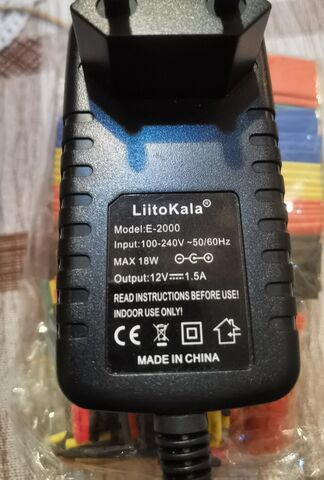 LiitoKala®
Model:E-2000
Input:100-240V ~50/60Hz
MAX 18W
Output:12V⎓1.5A
READ INSTRUCTIONS BEFORE USE!
INDOOR USE ONLY!
CE
MADE IN CHINA